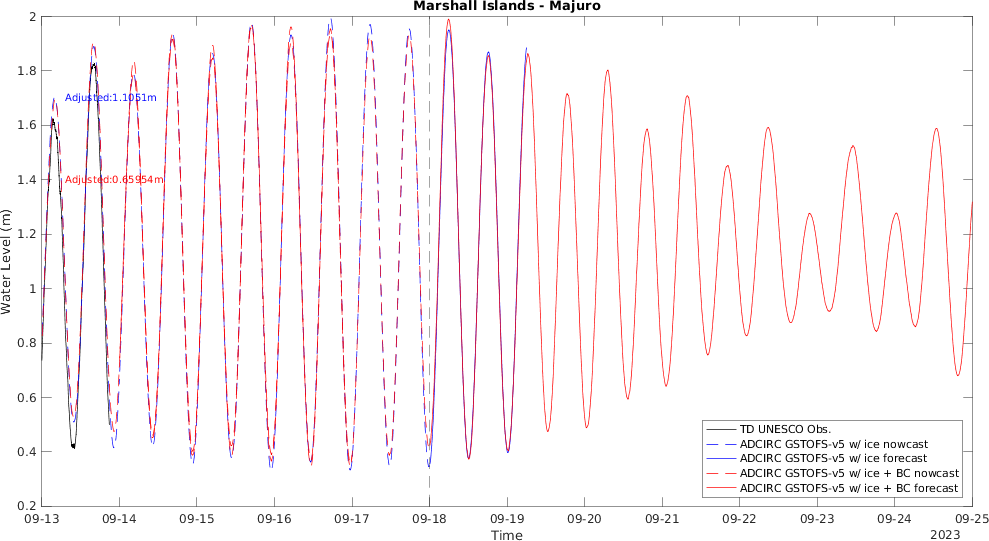 Marshall Islands - Majuro
2
1.8
1.6
1.4
1.2
1
0.8
0.6
0.4
0.2
Water Level (m)
Adjusted:1.1051m
Adjusted:0.65954m
TD UNESCO Obs.
ADCIRC GSTOFS-v5 w/ ice nowcast
ADCIRC GSTOFS-v5 w/ ice forecast
ADCIRC GSTOFS-v5 w/ ice + BC nowcast
ADCIRC GSTOFS-v5 w/ ice + BC forecast
09-13 09-14 09-15 09-16 09-17 09-18 09-19 09-20 09-21 09-22 09-23 09-24 09-25
Time
2023